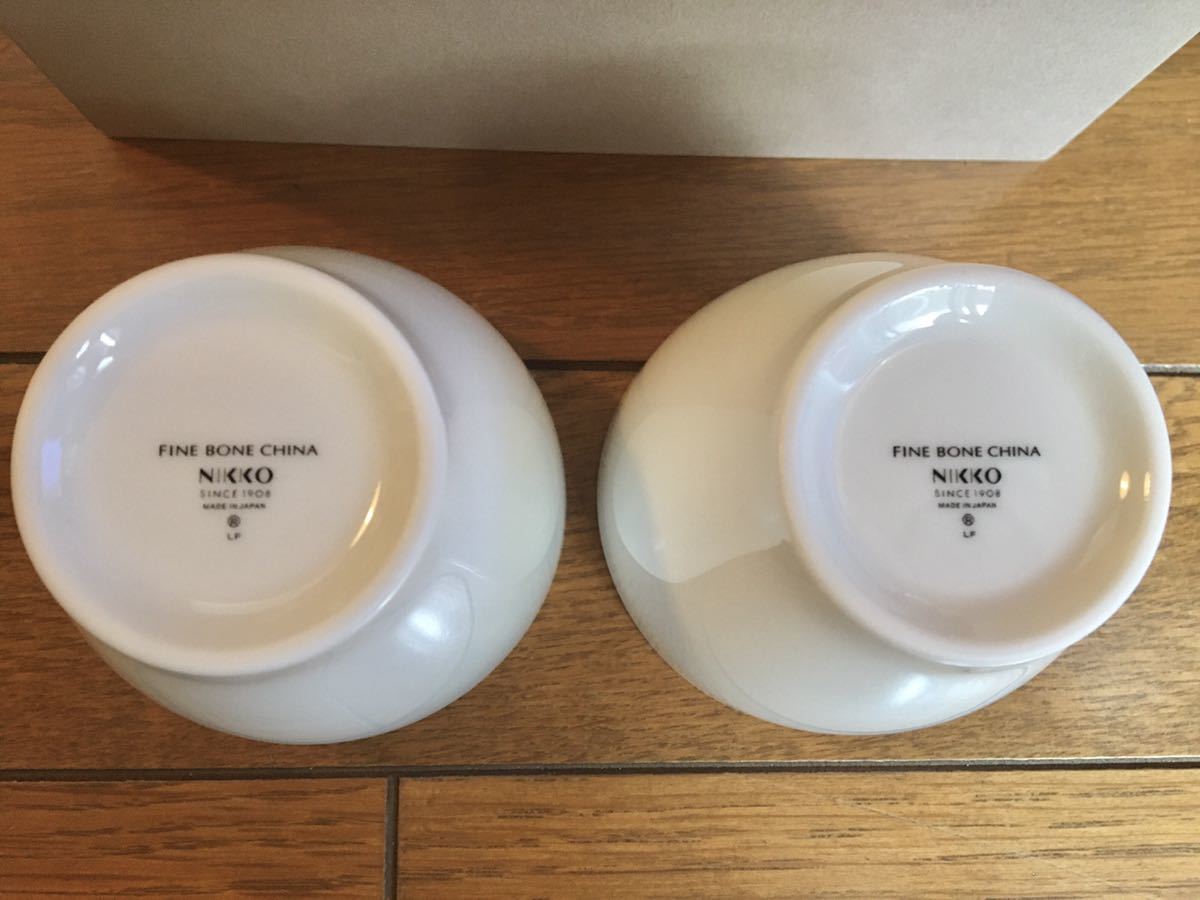 FINE BONE CHINA
NIKKO
SINCE 1908
MADE IN JAPAN
®
LF
FINE BONE CHINA
NIKKO
SINCE 1908
MADE IN JAPAN
®
LF